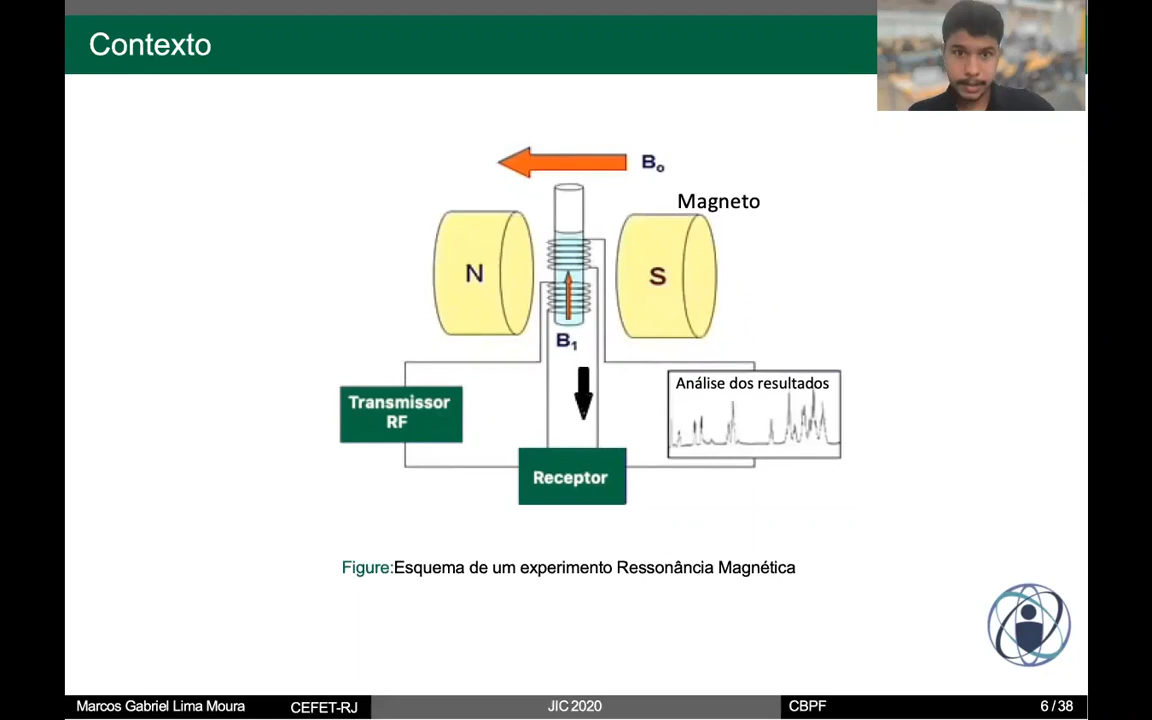 Contexto
Bo
Magneto
N
S
B1
Análise dos resultados
Transmissor
RF
Receptor
Figure:Esquema de um experimento Ressonância Magnética
Marcos Gabriel Lima Moura CEFET-RJ JIC 2020 CBPF 6 / 38